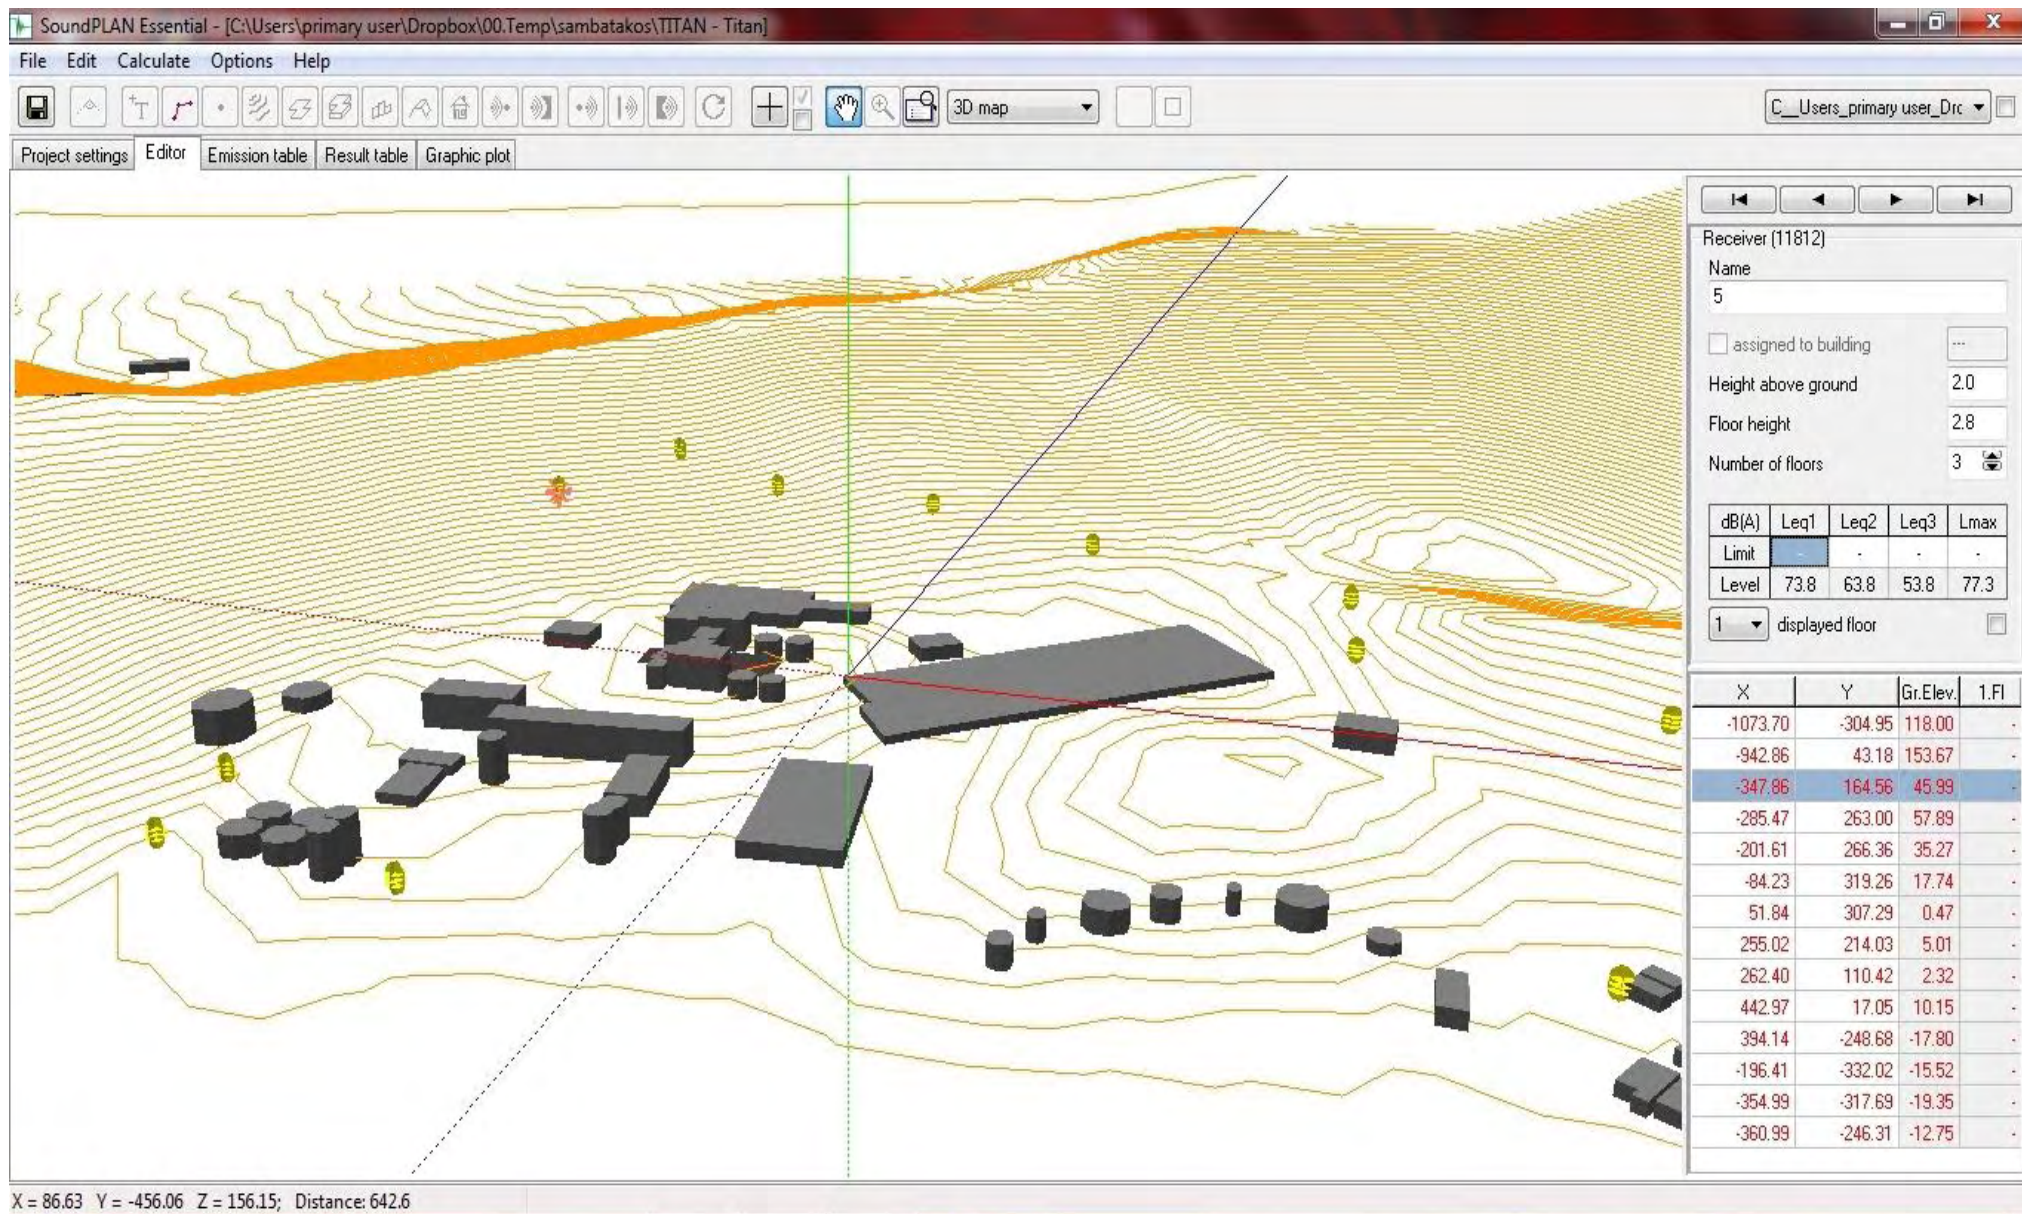 SoundPLAN Essential - [C:\Users\primary user\Dropbox\00.Temp\sambatakos\TITAN - Titan]
File Edit Calculate Options Help
3D map C__Users_primary user_Drc
Project settings Editor Emission table Result table Graphic plot
Receiver (11812)
Name
5
assigned to building ...
Height above ground 2.0
Floor height 2.8
Number of floors 3
dB(A) Leq1 Leq2 Leq3 Lmax
Limit - - - -
Level 73.8 63.8 53.8 77.3
1 displayed floor
X Y Gr.Elev. 1.Fl
-1073.70 -304.95 118.00 -
-942.86 43.18 153.67 -
-347.86 164.56 45.99 -
-285.47 263.00 57.89 -
-201.61 266.36 35.27 -
-84.23 319.26 17.74 -
51.84 307.29 0.47 -
255.02 214.03 5.01 -
262.40 110.42 2.32 -
442.97 17.05 10.15 -
394.14 -248.68 -17.80 -
-196.41 -332.02 -15.52 -
-354.99 -317.69 -19.35 -
-360.99 -246.31 -12.75 -
X = 86.63 Y = -456.06 Z = 156.15; Distance: 642.6